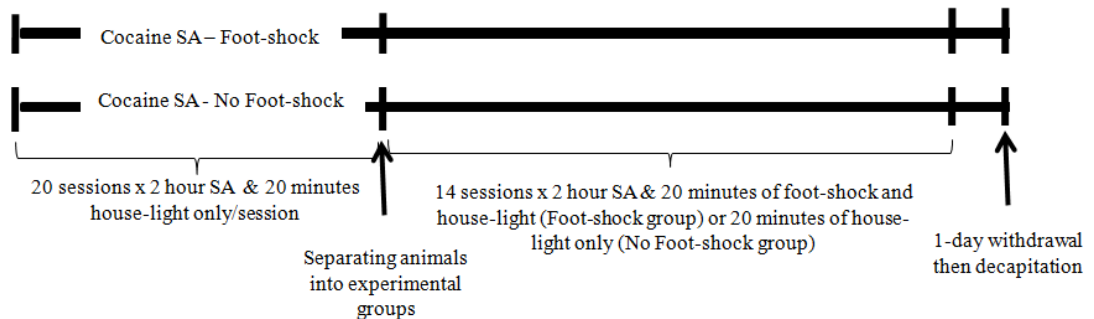 Cocaine SA – Foot-shock
Cocaine SA - No Foot-shock
20 sessions x 2 hour SA & 20 minutes
house-light only/session
14 sessions x 2 hour SA & 20 minutes of foot-shock and
house-light (Foot-shock group) or 20 minutes of house-
light only (No Foot-shock group)
Separating animals
into experimental
groups
1-day withdrawal
then decapitation